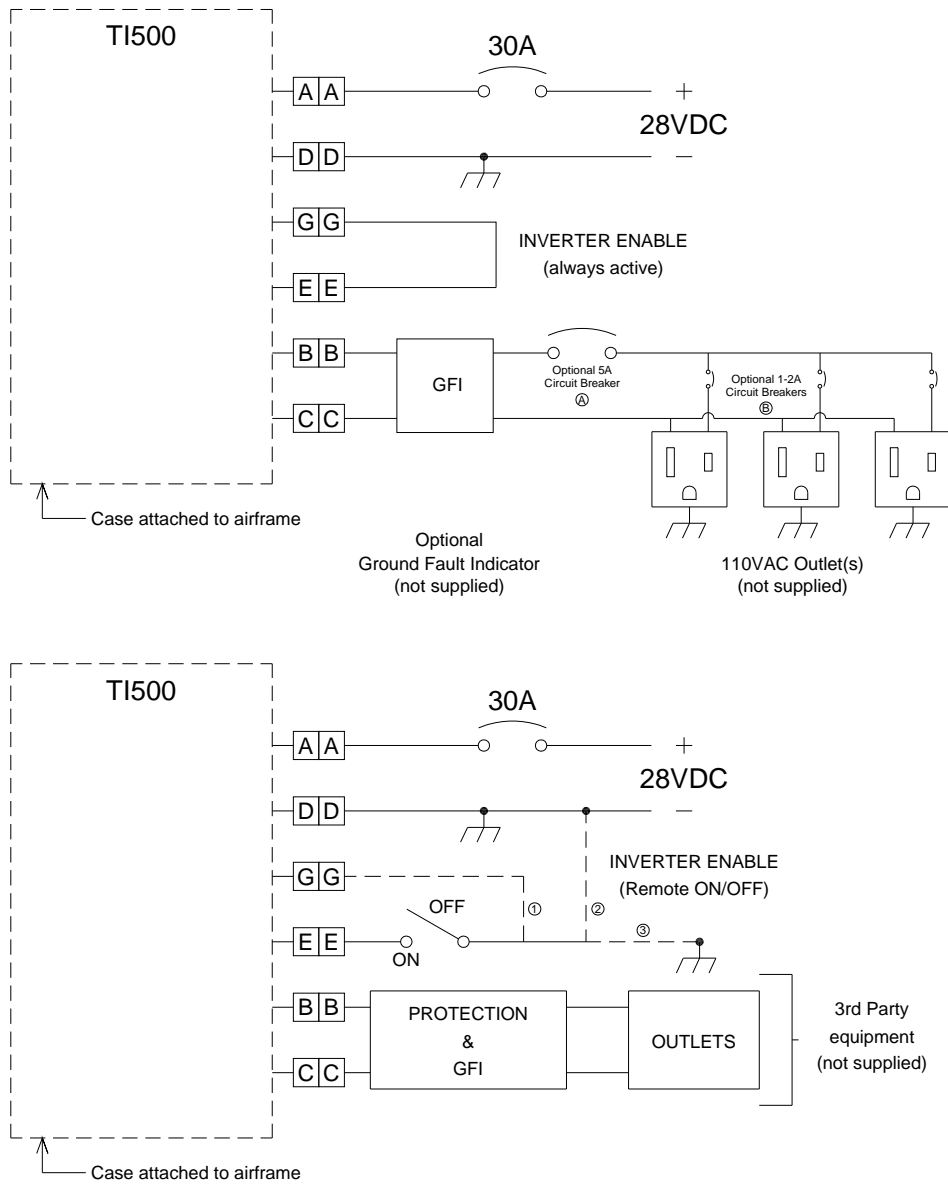 TI500
30A
A A
+
28VDC
D D
−
G G
INVERTER ENABLE
(always active)
E E
B B
GFI
Optional 5A
Circuit Breaker
Ⓐ
Optional 1-2A
Circuit Breakers
Ⓑ
C C
Case attached to airframe
Optional
Ground Fault Indicator
(not supplied)
110VAC Outlet(s)
(not supplied)
TI500
30A
A A
+
28VDC
D D
−
INVERTER ENABLE
(Remote ON/OFF)
G G
OFF
①
②
③
E E
ON
B B
PROTECTION
&
GFI
OUTLETS
3rd Party
equipment
(not supplied)
C C
Case attached to airframe